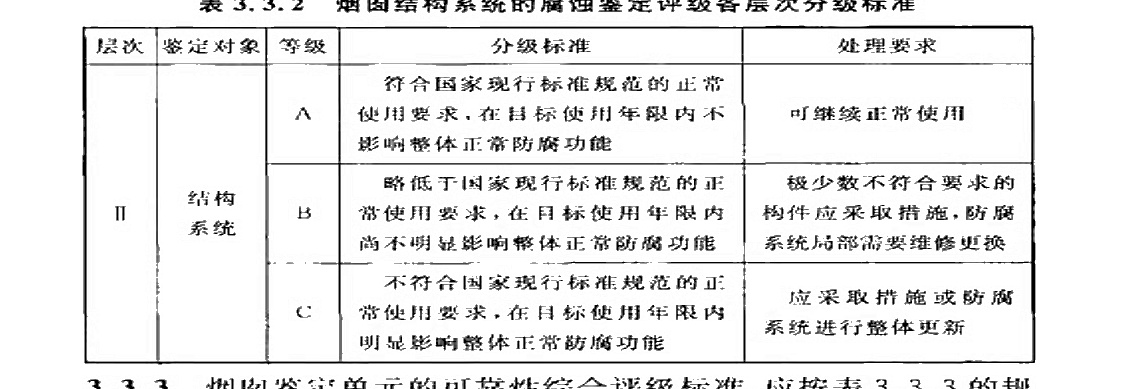 表 3.3.2 烟囱结构系统的腐蚀鉴定评级各层次分级标准
层次 鉴定对象 等级 分级标准 处理要求
Ⅱ
结构
系统
A
符合国家现行标准规范的正常
使用要求，在目标使用年限内不
影响整体正常防腐功能
可继续正常使用
B
略低于国家现行标准规范的正
常使用要求，在目标使用年限内
尚不明显影响整体正常防腐功能
极少数不符合要求的
构件应采取措施，防腐
系统局部需要维修更换
C
不符合国家现行标准规范的正
常使用要求，在目标使用年限内
明显影响整体正常防腐功能
应采取措施或防腐
系统进行整体更新
3.3.3 烟囱鉴定单元的可靠性综合评级标准，应按表 3.3.3 的规